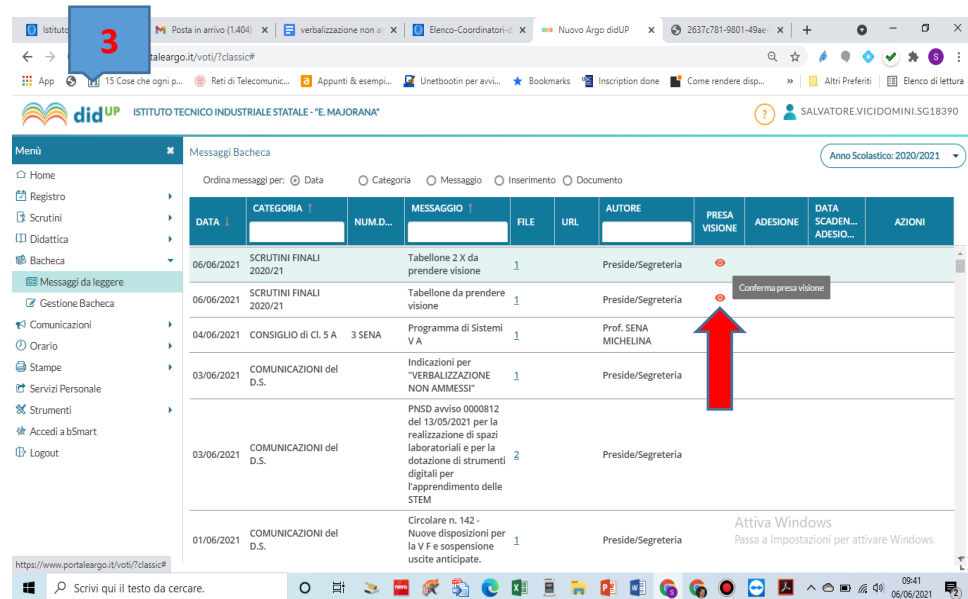 3
Istituto
Posta in arrivo (1.404)
verbalizzazione non am
Elenco-Coordinatori-d
Nuovo Argo didUP
2637c781-9801-49ae-
taleargo.it/voti/?classic#
App
15 Cose che ogni p...
Reti di Telecomunic...
Appunti & esempi...
Unetbootin per avvi...
Bookmarks
Inscription done
Come rendere disp...
»
Altri Preferiti
Elenco di lettura
did UP
ISTITUTO TECNICO INDUSTRIALE STATALE - "E. MAJORANA"
?
SALVATORE.VICIDOMINI.SG18390
Menù
Messaggi Bacheca
Anno Scolastico: 2020/2021
Home
Registro
Scrutini
Didattica
Bacheca
Messaggi da leggere
Gestione Bacheca
Comunicazioni
Orario
Stampe
Servizi Personale
Strumenti
Accedi a bSmart
Logout
Ordina messaggi per:
Data
Categoria
Messaggio
Inserimento
Documento
DATA
CATEGORIA
NUM.D...
MESSAGGIO
FILE
URL
AUTORE
PRESA VISIONE
ADESIONE
DATA SCADEN... ADESIO...
AZIONI
06/06/2021
SCRUTINI FINALI
2020/21
Tabellone 2 X da
prendere visione
1
Preside/Segreteria
Conferma presa visione
06/06/2021
SCRUTINI FINALI
2020/21
Tabellone da prendere
visione
1
Preside/Segreteria
04/06/2021
CONSIGLIO di Cl. 5 A
3 SENA
Programma di Sistemi
V A
1
Prof. SENA
MICHELINA
03/06/2021
COMUNICAZIONI del
D.S.
Indicazioni per
"VERBALIZZAZIONE
NON AMMESSI"
1
Preside/Segreteria
03/06/2021
COMUNICAZIONI del
D.S.
PNSD avviso 0000812
del 13/05/2021 per la
realizzazione di spazi
laboratoriali e per la
dotazione di strumenti
digitali per
l'apprendimento delle
STEM
2
Preside/Segreteria
01/06/2021
COMUNICAZIONI del
D.S.
Circolare n. 142 -
Nuove disposizioni per
la V F e sospensione
uscite anticipate.
1
Preside/Segreteria
Attiva Windows
Passa a Impostazioni per attivare Windows.
https://www.portaleargo.it/voti/?classic#
Scrivi qui il testo da cercare.
09:41
06/06/2021
2